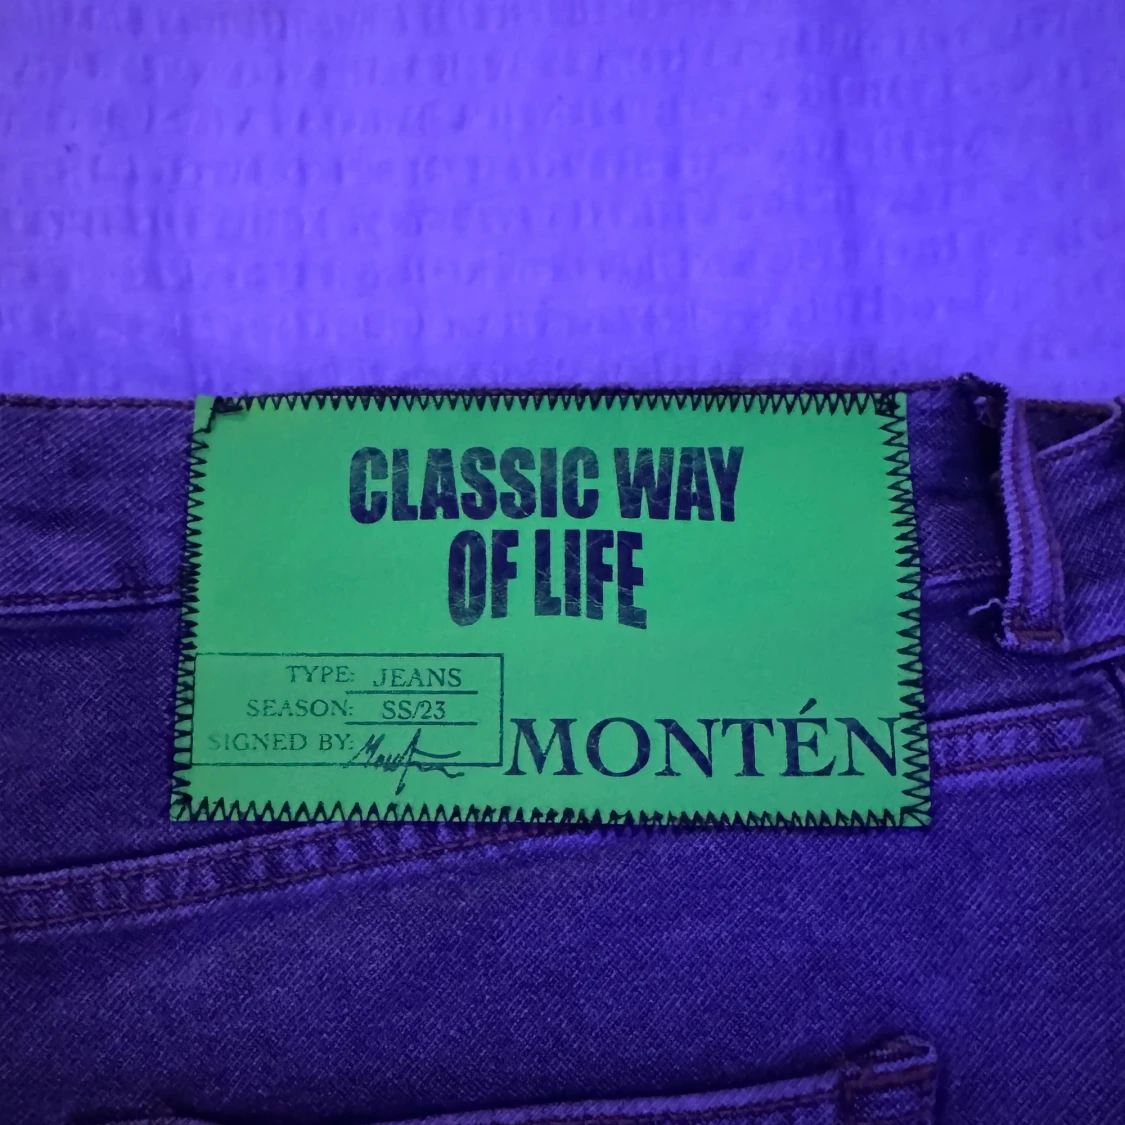 CLASSIC WAY
OF LIFE
TYPE: JEANS
SEASON: SS/23
SIGNED BY:
MONTÉN